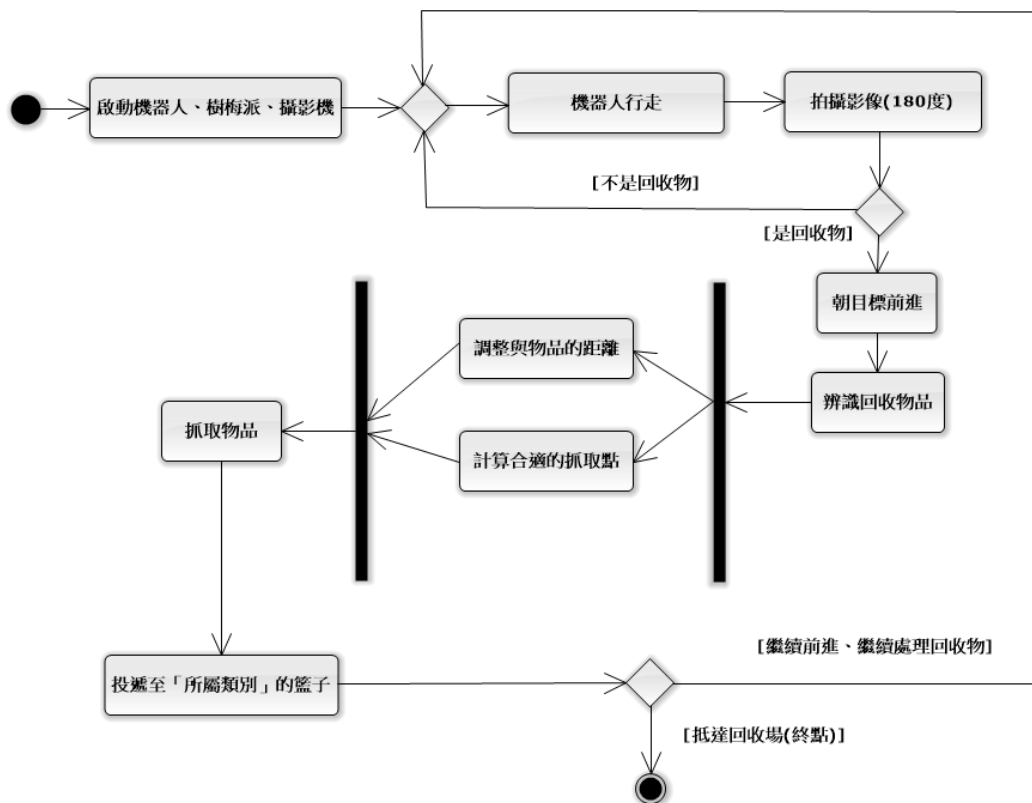 啟動機器人、樹梅派、攝影機
機器人行走
拍攝影像(180度)
[不是回收物]
[是回收物]
朝目標前進
辨識回收物品
調整與物品的距離
計算合適的抓取點
抓取物品
投遞至「所屬類別」的籃子
[繼續前進、繼續處理回收物]
[抵達回收場(終點)]